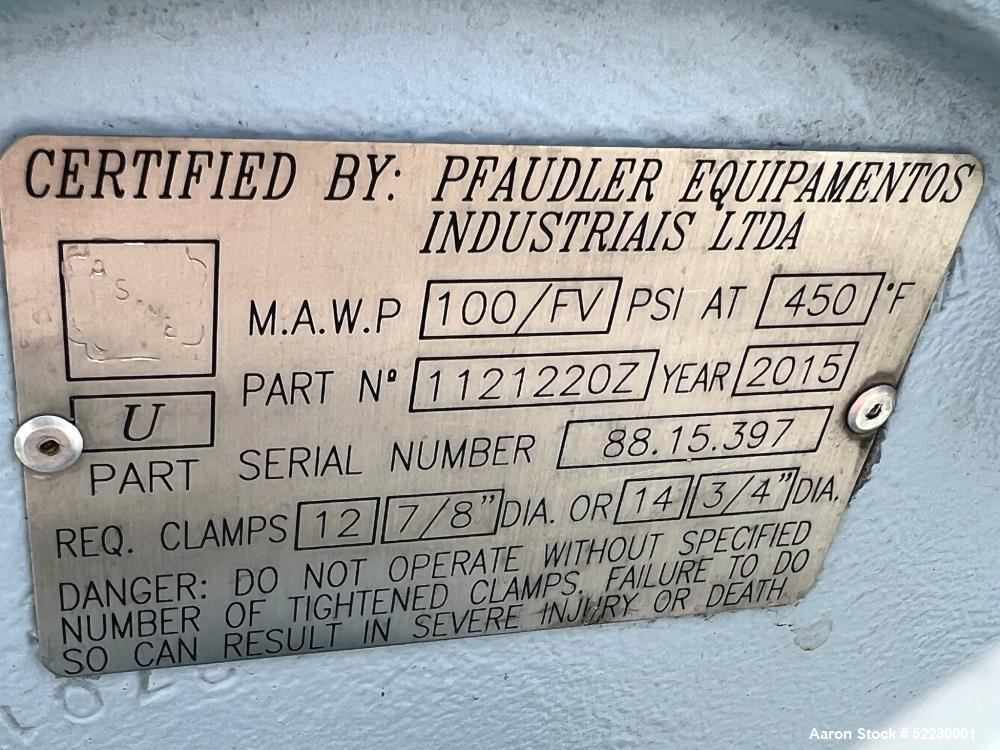 CERTIFIED BY: PFAUDLER EQUIPAMENTOS
INDUSTRIAIS LTDA
ASME
M.A.W.P 100/FV PSI AT 450 °F
PART Nº 1121220Z YEAR 2015
U
PART SERIAL NUMBER 88.15.397
REQ. CLAMPS 12 7/8" DIA. OR 14 3/4" DIA.
DANGER: DO NOT OPERATE WITHOUT SPECIFIED
NUMBER OF TIGHTENED CLAMPS. FAILURE TO DO
SO CAN RESULT IN SEVERE INJURY OR DEATH
Aaron Stock # 52230001